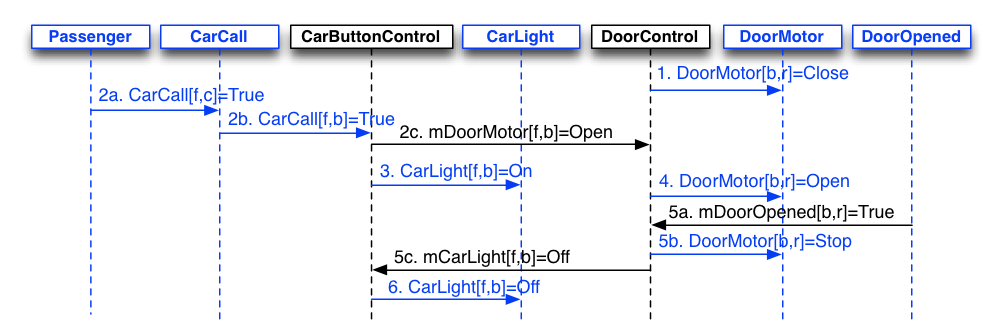 Passenger CarCall CarButtonControl CarLight DoorControl DoorMotor DoorOpened
1. DoorMotor[b,r]=Close
2a. CarCall[f,c]=True
2b. CarCall[f,b]=True
2c. mDoorMotor[f,b]=Open
3. CarLight[f,b]=On
4. DoorMotor[b,r]=Open
5a. mDoorOpened[b,r]=True
5b. DoorMotor[b,r]=Stop
5c. mCarLight[f,b]=Off
6. CarLight[f,b]=Off